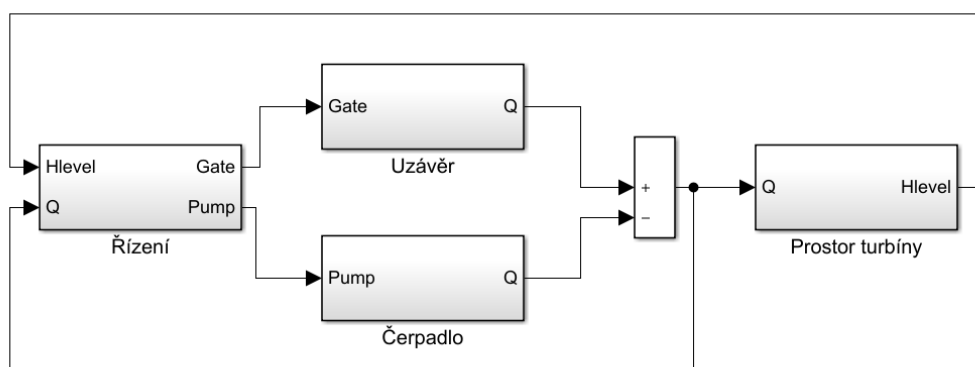 Gate
Q
Uzávěr
Hlevel
Gate
Q
Pump
Řízení
+
−
Q
Hlevel
Prostor turbíny
Pump
Q
Čerpadlo